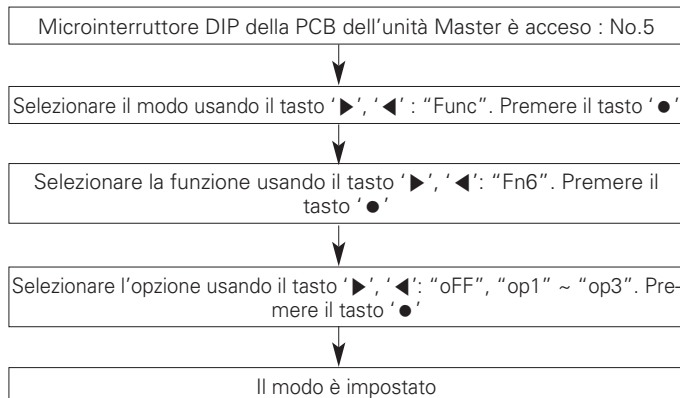 Microinterruttore DIP della PCB dell’unità Master è acceso : No.5
Selezionare il modo usando il tasto ‘▶’, ‘◀’ : “Func”. Premere il tasto ‘●’
Selezionare la funzione usando il tasto ‘▶’, ‘◀’: “Fn6”. Premere il
tasto ‘●’
Selezionare l’opzione usando il tasto ‘▶’, ‘◀’: “oFF”, “op1” ~ “op3”. Pre-
mere il tasto ‘●’
Il modo è impostato